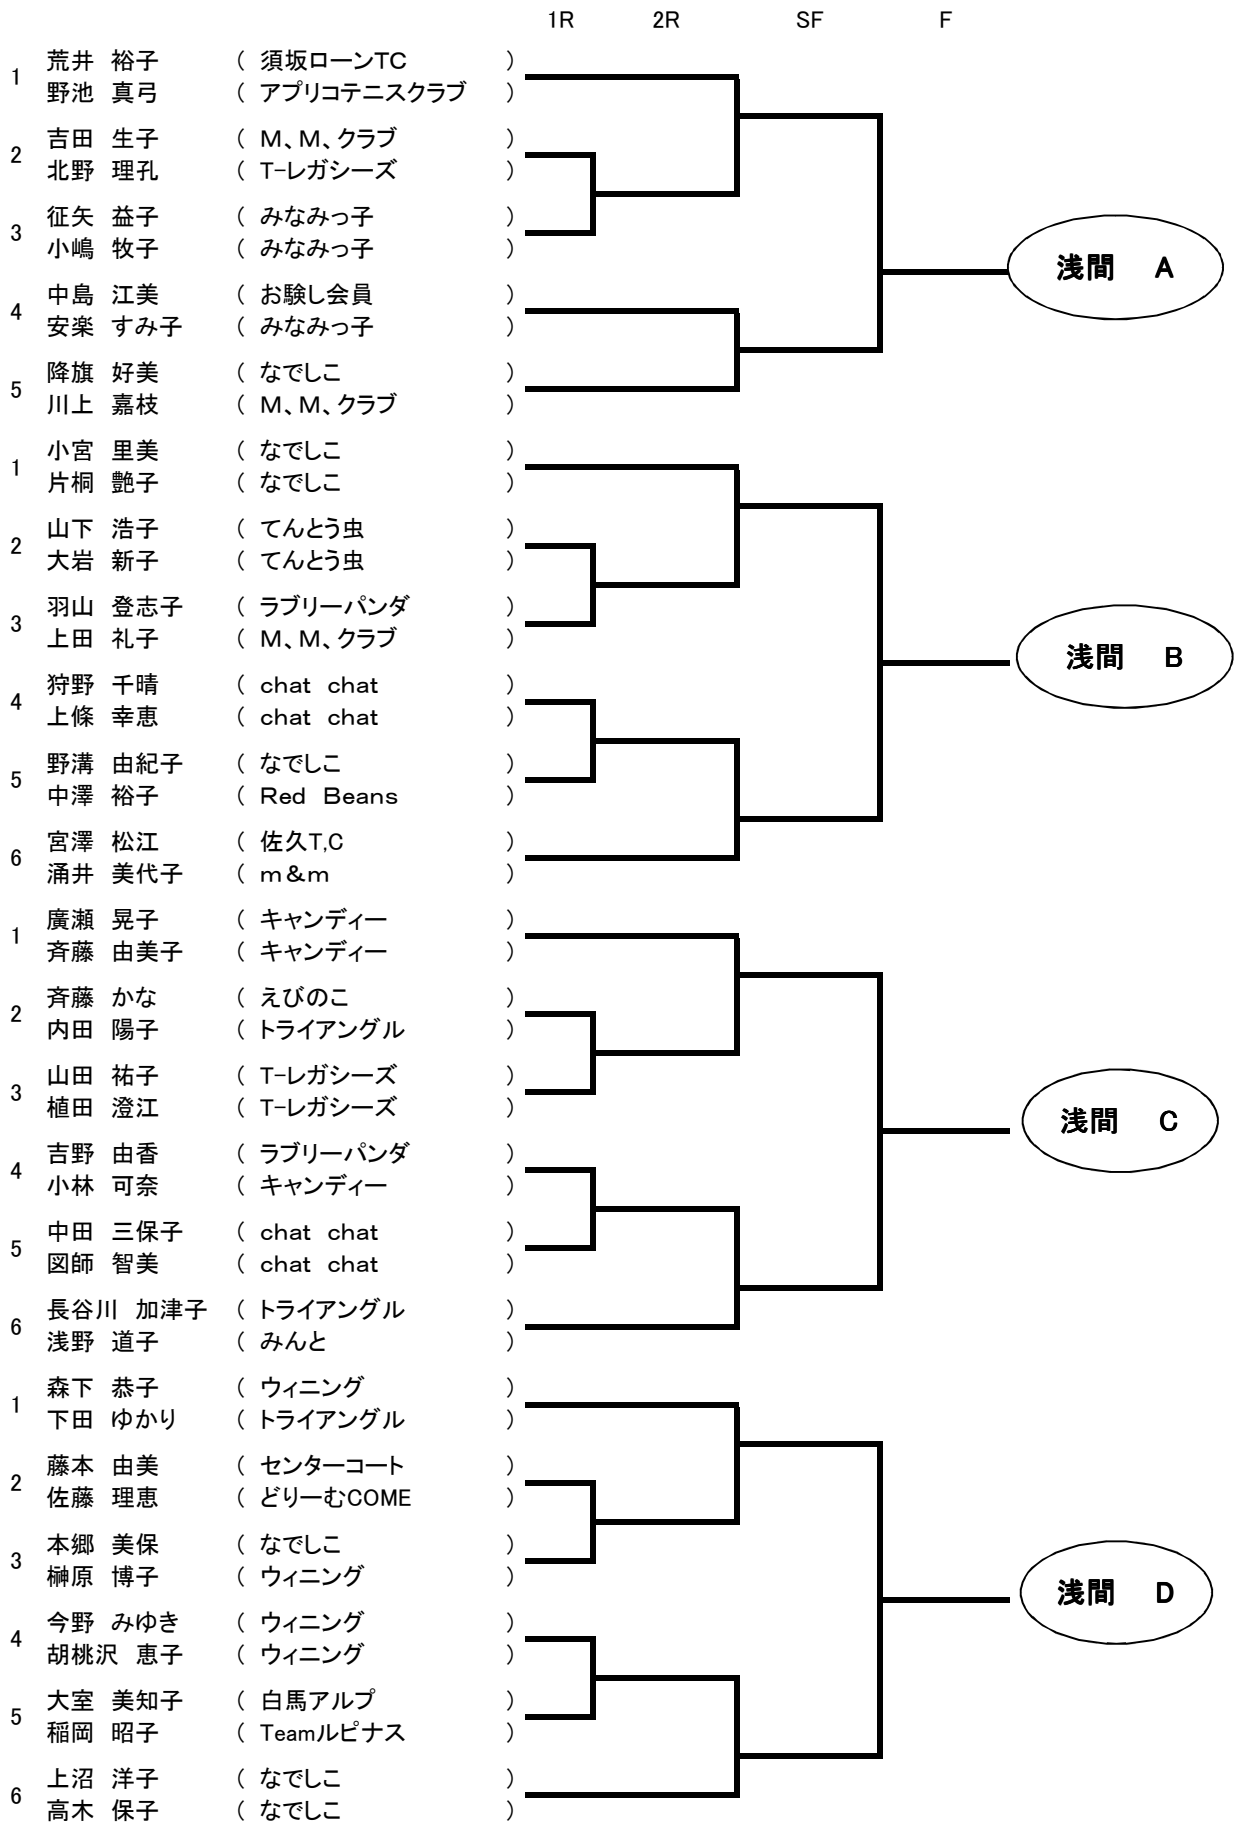 1R 2R SF F
荒井 裕子 ( 須坂ローンTC )
1
野池 真弓 ( アプリコテニスクラブ )
吉田 生子 ( M、M、クラブ )
2
北野 理孔 ( T-レガシーズ )
征矢 益子 ( みなみっ子 )
3
小嶋 牧子 ( みなみっ子 )
浅間 A
中島 江美 ( お験し会員 )
4
安楽 すみ子 ( みなみっ子 )
降旗 好美 ( なでしこ )
5
川上 嘉枝 ( M、M、クラブ )
小宮 里美 ( なでしこ )
1
片桐 艶子 ( なでしこ )
山下 浩子 ( てんとう虫 )
2
大岩 新子 ( てんとう虫 )
羽山 登志子 ( ラブリーパンダ )
3
上田 礼子 ( M、M、クラブ )
浅間 B
狩野 千晴 ( chat chat )
4
上條 幸恵 ( chat chat )
野溝 由紀子 ( なでしこ )
5
中澤 裕子 ( Red Beans )
宮澤 松江 ( 佐久T,C )
6
涌井 美代子 ( m&m )
廣瀬 晃子 ( キャンディー )
1
斉藤 由美子 ( キャンディー )
斉藤 かな ( えびのこ )
2
内田 陽子 ( トライアングル )
山田 祐子 ( T-レガシーズ )
3
植田 澄江 ( T-レガシーズ )
浅間 C
吉野 由香 ( ラブリーパンダ )
4
小林 可奈 ( キャンディー )
中田 三保子 ( chat chat )
5
図師 智美 ( chat chat )
長谷川 加津子 ( トライアングル )
6
浅野 道子 ( みんと )
森下 恭子 ( ウィニング )
1
下田 ゆかり ( トライアングル )
藤本 由美 ( センターコート )
2
佐藤 理恵 ( どりーむCOME )
本郷 美保 ( なでしこ )
3
榊原 博子 ( ウィニング )
浅間 D
今野 みゆき ( ウィニング )
4
胡桃沢 恵子 ( ウィニング )
大室 美知子 ( 白馬アルプ )
5
稲岡 昭子 ( Teamルピナス )
上沼 洋子 ( なでしこ )
6
高木 保子 ( なでしこ )